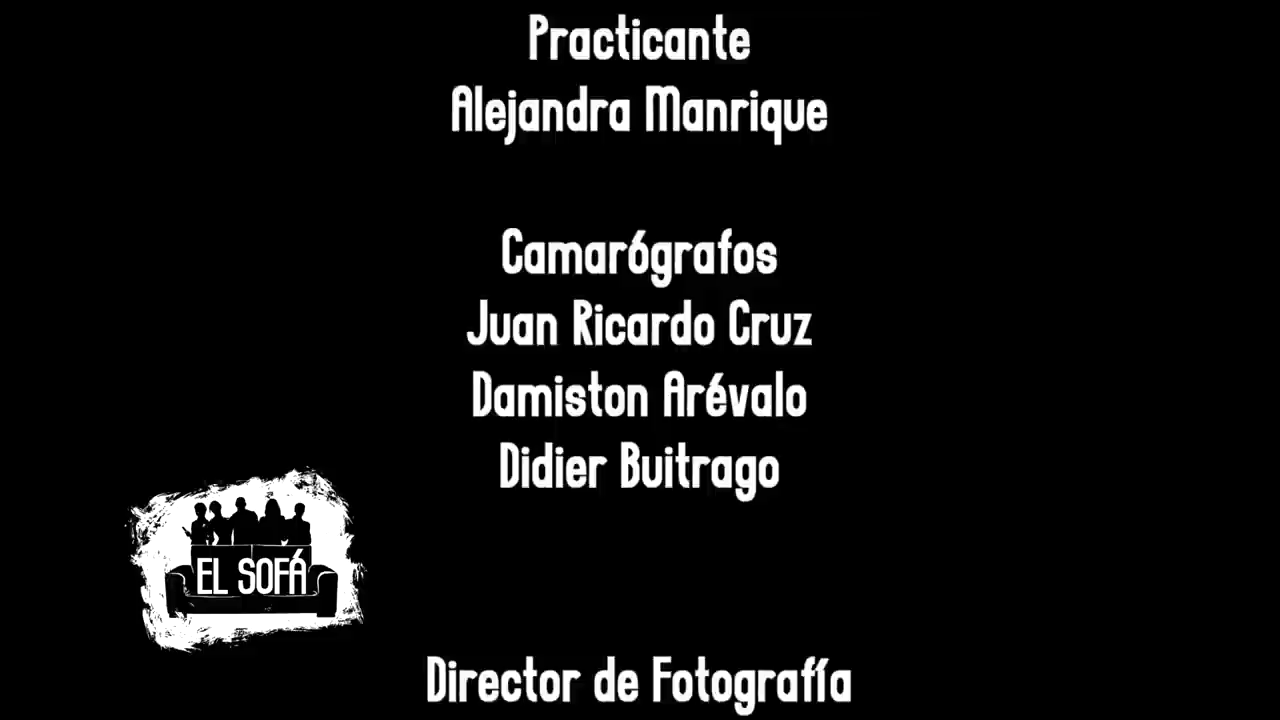 Practicante
Alejandra Manrique
Camarógrafos
Juan Ricardo Cruz
Damiston Arévalo
Didier Buitrago
EL SOFÁ
Director de Fotografía